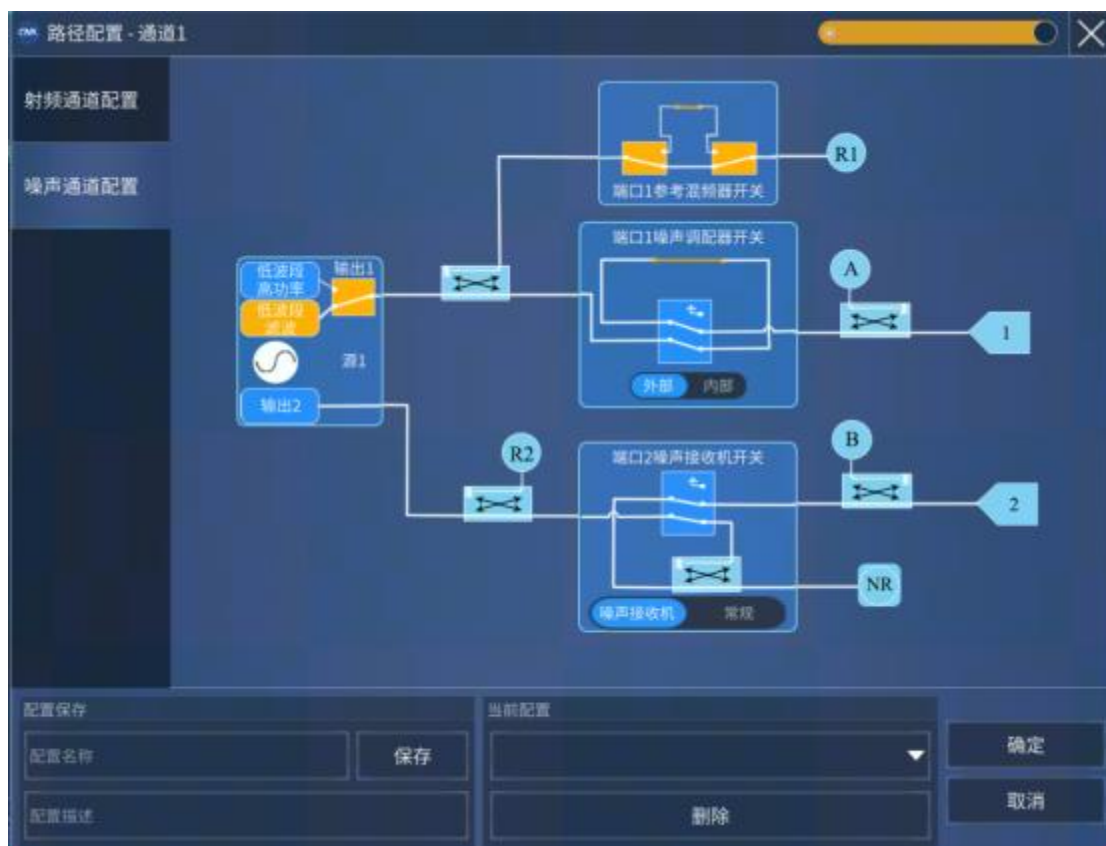 路径配置 - 通道1
射频通道配置
噪声通道配置
R1
端口1参考混频器开关
端口1噪声调配器开关
低波段
高功率
输出1
低波段
滤波
源1
输出2
A
1
外部
内部
R2
端口2噪声接收机开关
B
2
NR
噪声接收机
常规
配置保存
当前配置
配置名称
保存
确定
配置描述
删除
取消